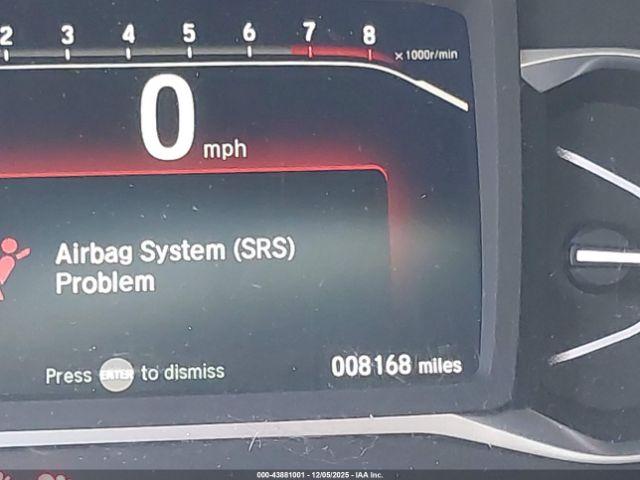 2 3 4 5 6 7 8
x 1000r/min
0 mph
Airbag System (SRS)
Problem
Press ENTER to dismiss
008168 miles
000-43881001 - 12/05/2025 - IAA Inc.